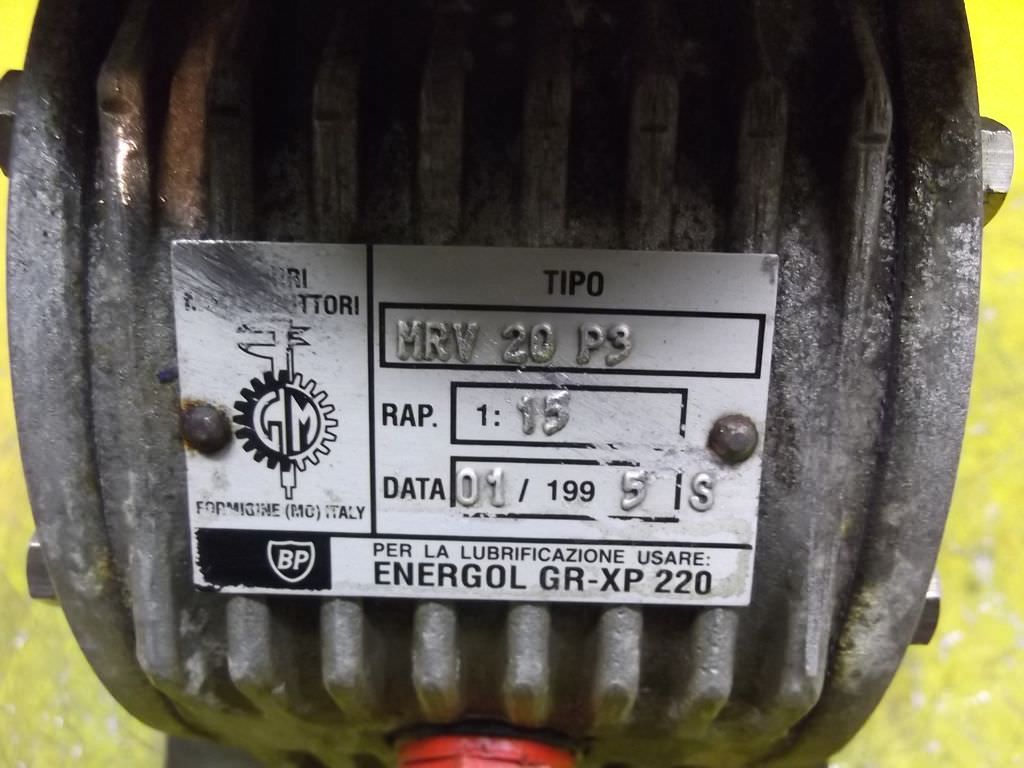 TIPO
MRV 20 P3
RAP. 1: 15
DATA 01 / 199 5 S
GM
FORMIGINE (MO) ITALY
BP
PER LA LUBRIFICAZIONE USARE:
ENERGOL GR-XP 220